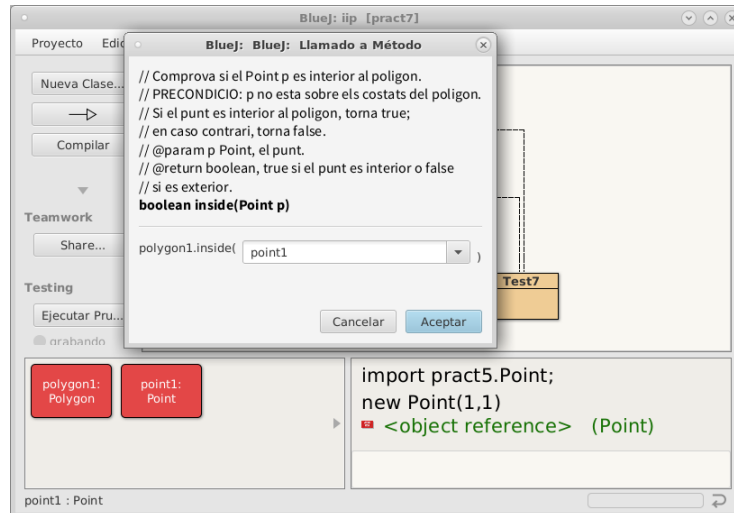 BlueJ: iip [pract7]
Proyecto Edic
BlueJ: BlueJ: Llamado a Método
// Comprova si el Point p es interior al poligon.
// PRECONDICIO: p no esta sobre els costats del poligon.
// Si el punt es interior al poligon, torna true;
// en caso contrari, torna false.
// @param p Point, el punt.
// @return boolean, true si el punt es interior o false
// si es exterior.
boolean inside(Point p)
polygon1.inside(
point1
)
Cancelar
Aceptar
Nueva Clase...
Compilar
Teamwork
Share...
Testing
Ejecutar Pru...
grabando
Test7
polygon1:
Polygon
point1:
Point
import pract5.Point;
new Point(1,1)
<object reference> (Point)
point1 : Point